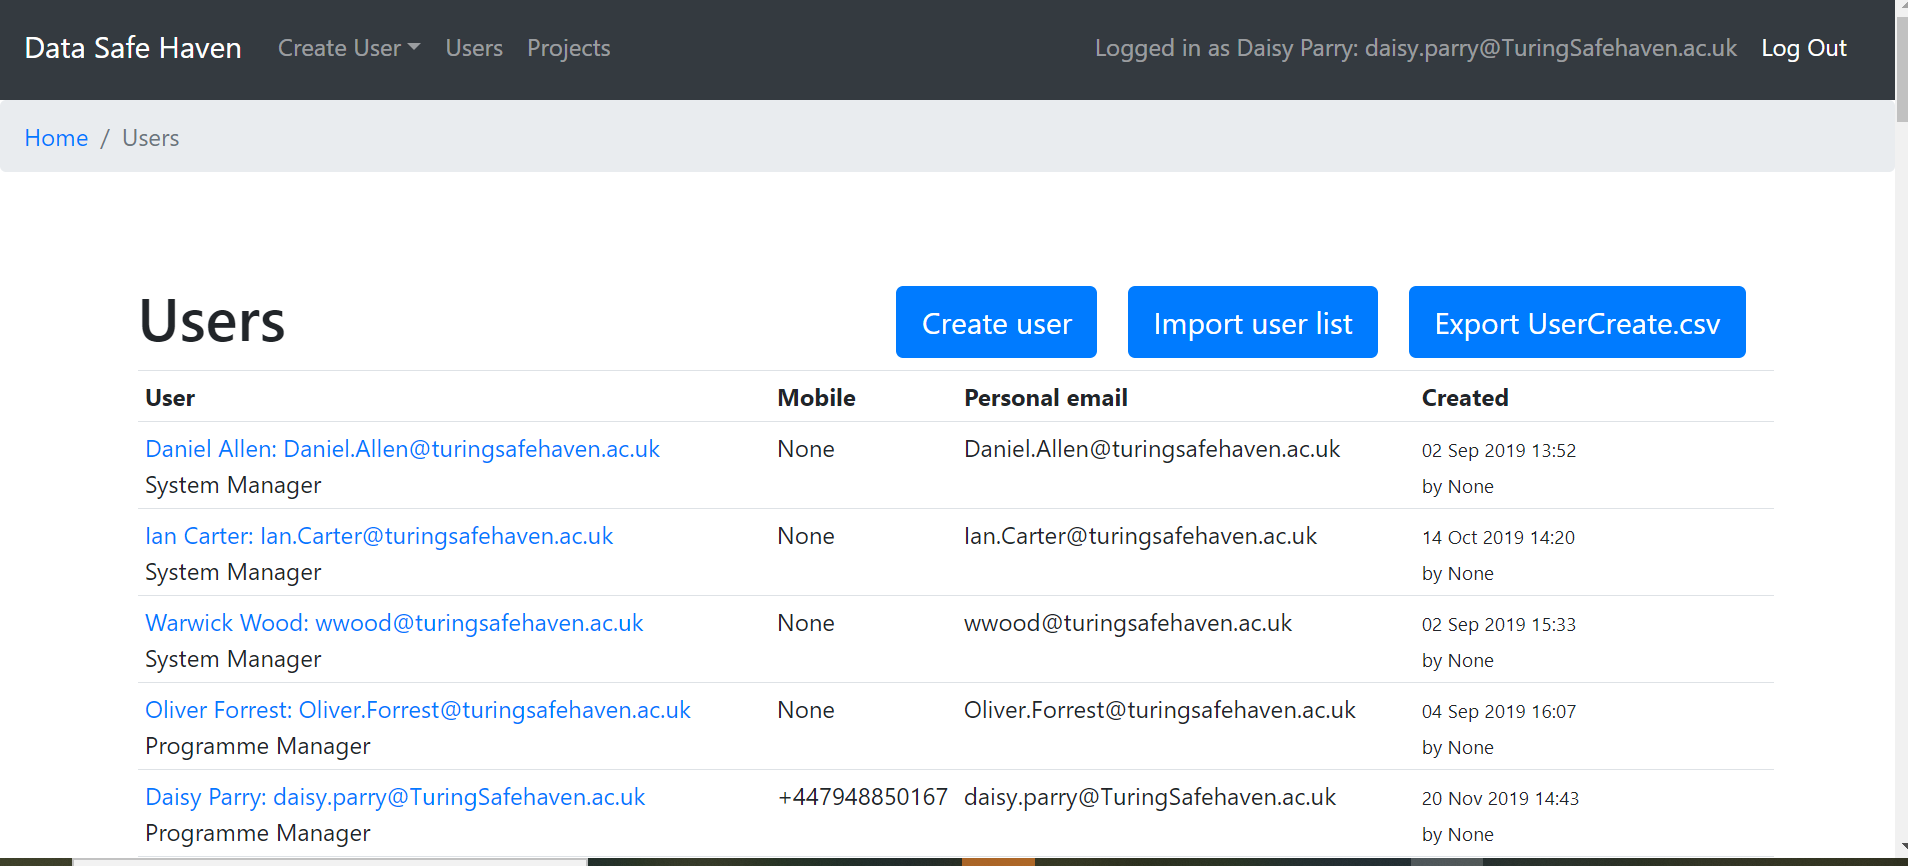 Data Safe Haven Create User Users Projects Logged in as Daisy Parry: daisy.parry@TuringSafehaven.ac.uk Log Out
Home / Users
Users Create user Import user list Export UserCreate.csv
User Mobile Personal email Created
Daniel Allen: Daniel.Allen@turingsafehaven.ac.uk None Daniel.Allen@turingsafehaven.ac.uk 02 Sep 2019 13:52
System Manager by None
Ian Carter: Ian.Carter@turingsafehaven.ac.uk None Ian.Carter@turingsafehaven.ac.uk 14 Oct 2019 14:20
System Manager by None
Warwick Wood: wwood@turingsafehaven.ac.uk None wwood@turingsafehaven.ac.uk 02 Sep 2019 15:33
System Manager by None
Oliver Forrest: Oliver.Forrest@turingsafehaven.ac.uk None Oliver.Forrest@turingsafehaven.ac.uk 04 Sep 2019 16:07
Programme Manager by None
Daisy Parry: daisy.parry@TuringSafehaven.ac.uk +447948850167 daisy.parry@TuringSafehaven.ac.uk 20 Nov 2019 14:43
Programme Manager by None